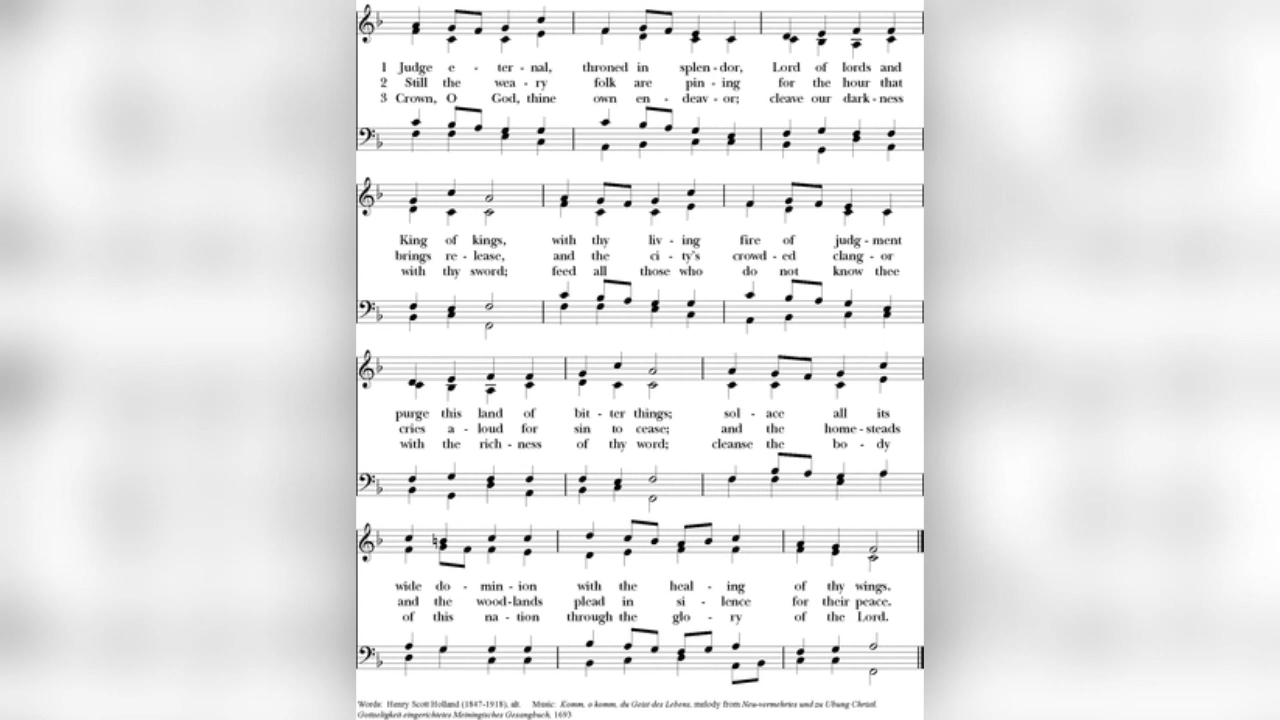 1 Judge e - ter - nal, throned in splen - dor, Lord of lords and
2 Still the wea - ry folk are pin - ing for the hour that
3 Crown, O God, thine own en - deav - or; cleave our dark - ness
King of kings, with thy liv - ing fire of judg - ment
brings re - lease, and the ci - ty's crowd - ed clang - or
with thy sword; feed all those who do not know thee
purge this land of bit - ter things; sol - ace all its
cries a - loud for sin to cease; and the home - steads
with the rich - ness of thy word; cleanse the bo - dy
wide do - min - ion with the heal - ing of thy wings.
and the wood - lands plead in si - lence for their peace.
of this na - tion through the glo - ry of the Lord.
Words: Henry Scott Holland (1847-1918), alt. Music: Komm, o komm, du Geist des Lebens, melody from Neu-vermehrtes und zu Ubung Christl.
Gottseligkeit eingerichtetes Meiningisches Gesangbuch, 1693